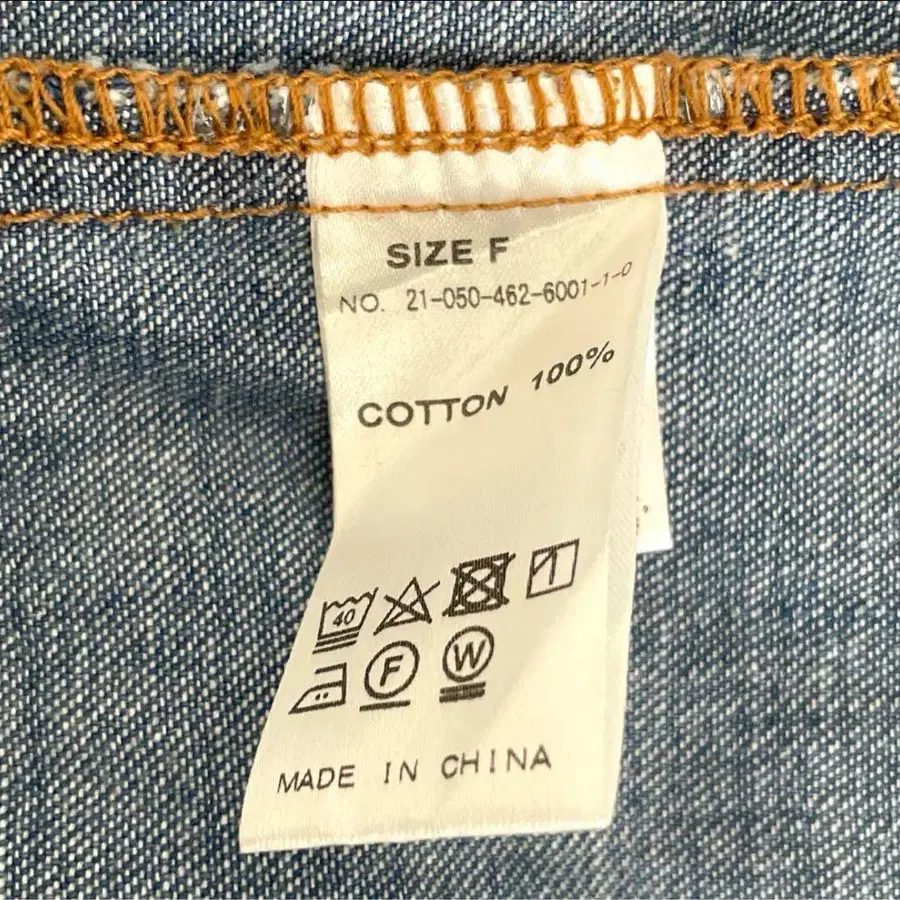 SIZE F
NO. 21-050-462-6001-1-0
COTTON 100%
40
F W
MADE IN CHINA